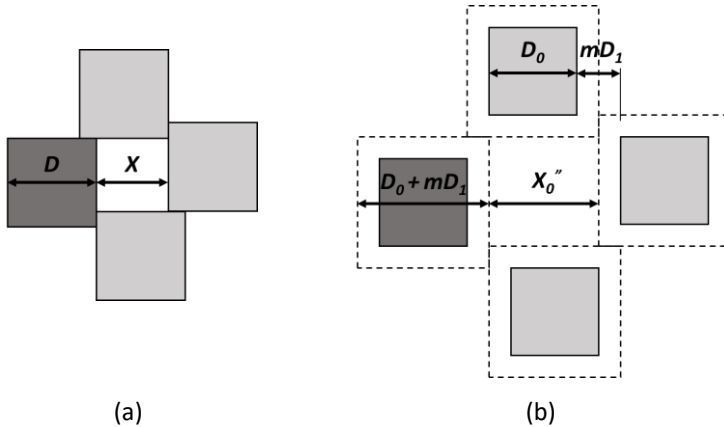 D₀
mD₁
D
X
D₀ + mD₁
X₀″
(a)
(b)